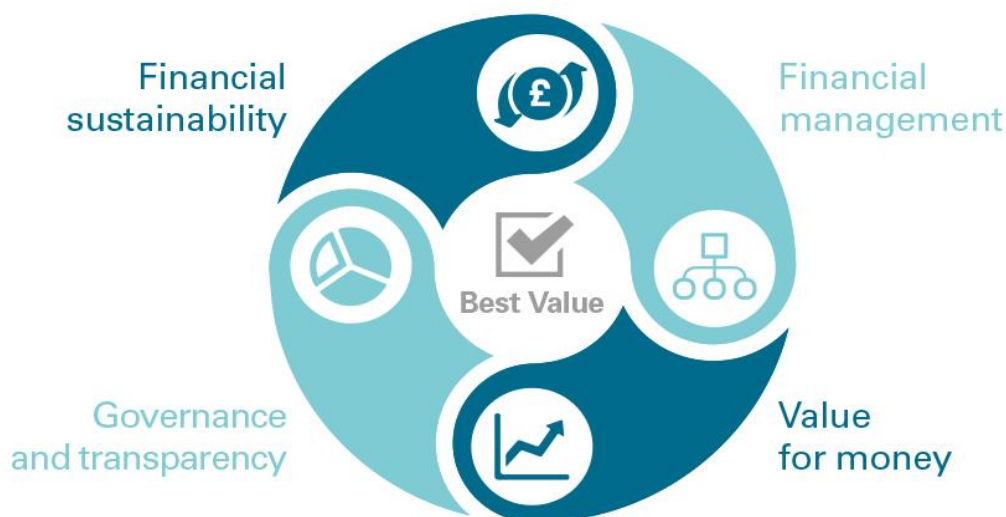 Financial
sustainability
£
Financial
management
Best Value
Governance
and transparency
Value
for money